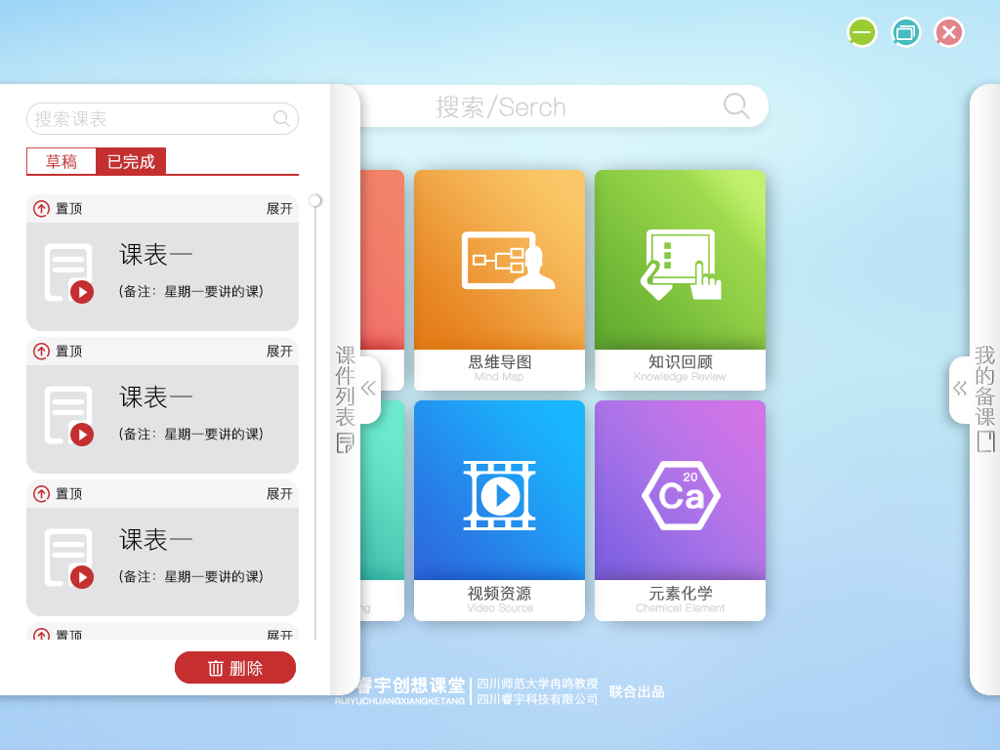 搜索课表
草稿
已完成
置顶
展开
课表一
(备注：星期一要讲的课)
置顶
展开
课表一
(备注：星期一要讲的课)
置顶
展开
课表一
(备注：星期一要讲的课)
置顶
展开
删除
课件列表
搜索/Serch
思维导图
Mind Map
知识回顾
Knowledge Review
ng
视频资源
Video Source
20
Ca
元素化学
Chemical Element
我的备课
睿宇创想课堂
RUIYUCHUANGXIANGKETANG
四川师范大学冉鸣教授
四川睿宇科技有限公司
联合出品